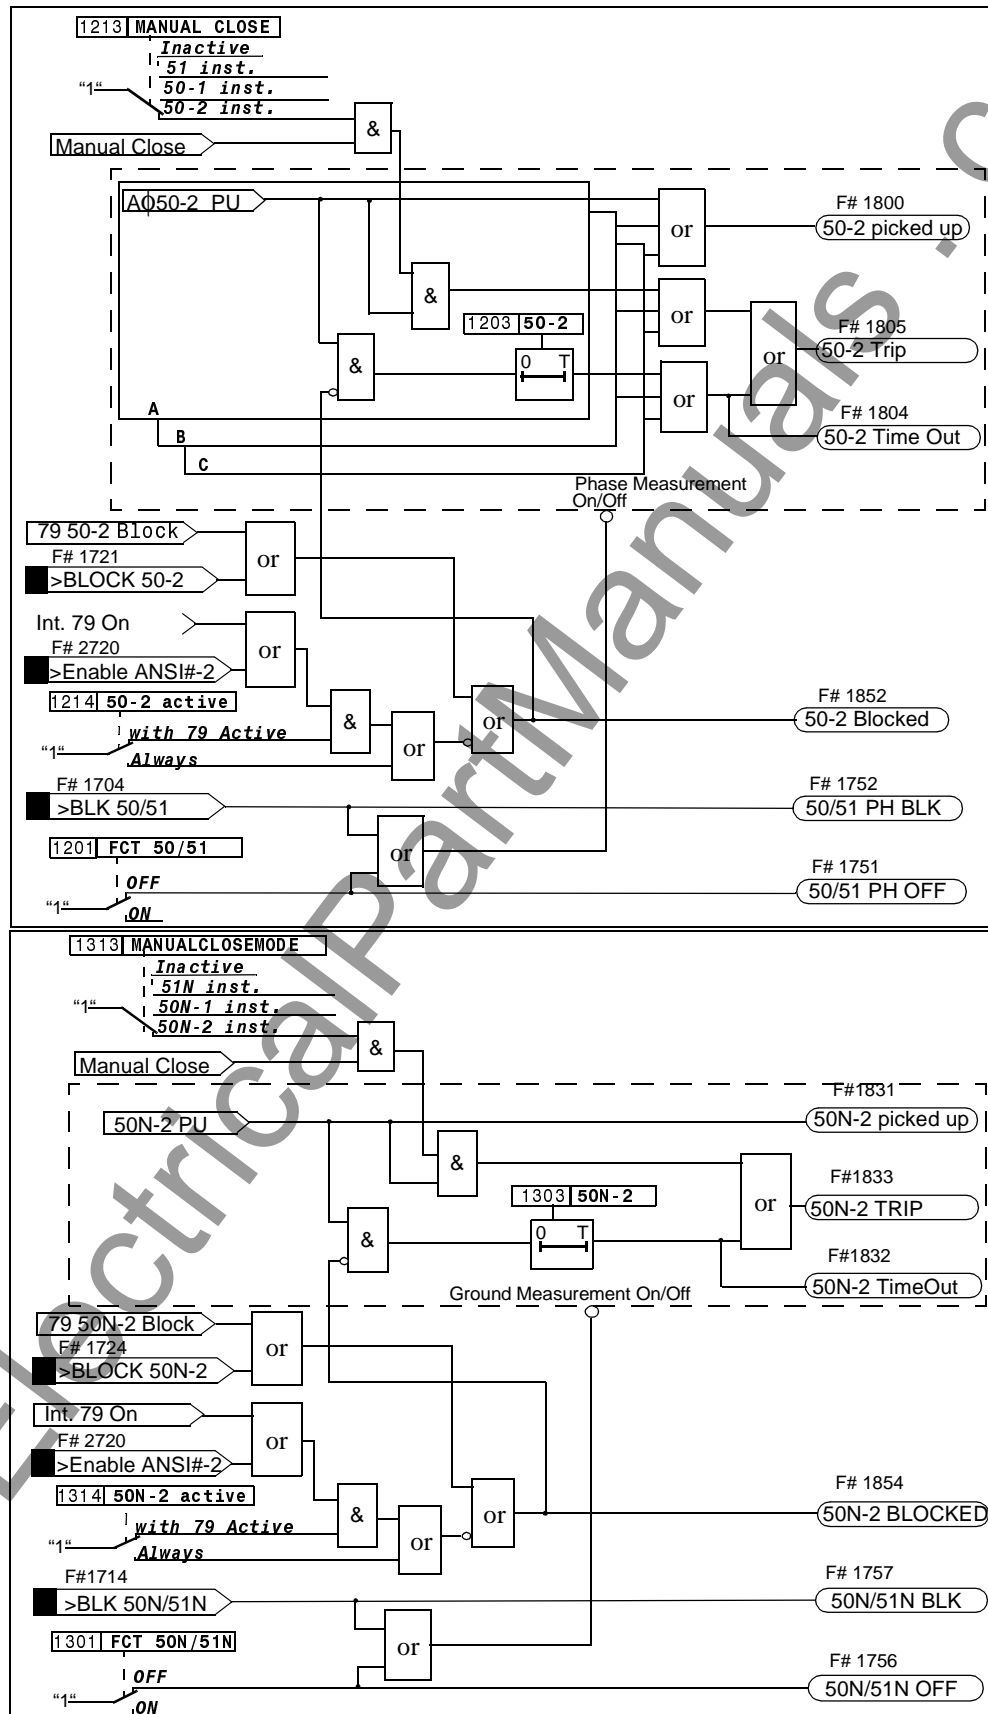 1213 MANUAL CLOSE
Inactive
51 inst.
50-1 inst.
50-2 inst.
“1“
&
Manual Close
AΦ50-2 PU
or
F# 1800
50-2 picked up
&
or
1203 50-2
F# 1805
50-2 Trip
or
&
0 T
or
F# 1804
50-2 Time Out
A
B
C
Phase Measurement
On/Off
79 50-2 Block
or
F# 1721
>BLOCK 50-2
Int. 79 On
or
F# 2720
>Enable ANSI#-2
1214 50-2 active
with 79 Active
Always
“1“
&
or
or
F# 1852
50-2 Blocked
F# 1704
>BLK 50/51
F# 1752
50/51 PH BLK
1201 FCT 50/51
or
OFF
“1“
ON
F# 1751
50/51 PH OFF
1313 MANUALCLOSEMODE
Inactive
51N inst.
50N-1 inst.
50N-2 inst.
“1“
&
Manual Close
F#1831
50N-2 PU
50N-2 picked up
&
1303 50N-2
or
F#1833
50N-2 TRIP
&
0 T
F#1832
50N-2 TimeOut
Ground Measurement On/Off
79 50N-2 Block
or
F# 1724
>BLOCK 50N-2
Int. 79 On
or
F# 2720
>Enable ANSI#-2
1314 50N-2 active
with 79 Active
Always
“1“
&
or
or
F# 1854
50N-2 BLOCKED
F#1714
>BLK 50N/51N
F# 1757
50N/51N BLK
1301 FCT 50N/51N
or
OFF
“1“
ON
F# 1756
50N/51N OFF
ElectricalPartManuals . c